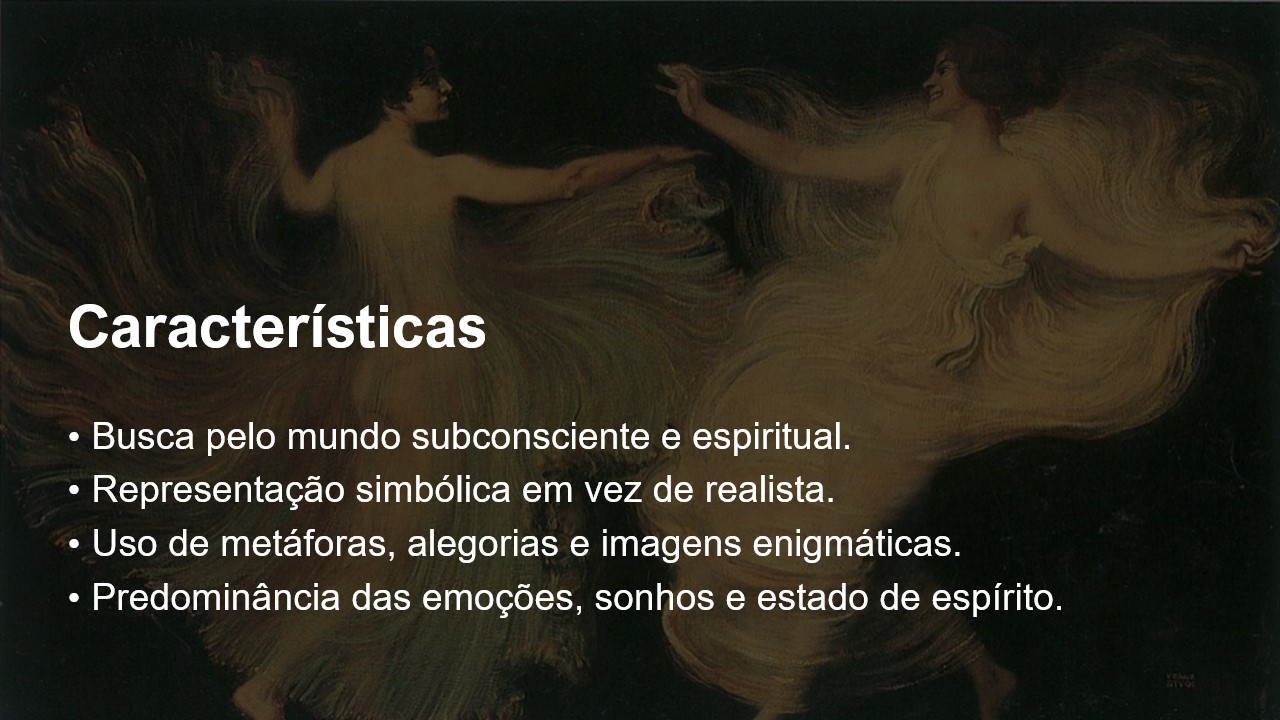 Características
• Busca pelo mundo subconsciente e espiritual.
• Representação simbólica em vez de realista.
• Uso de metáforas, alegorias e imagens enigmáticas.
• Predominância das emoções, sonhos e estado de espírito.